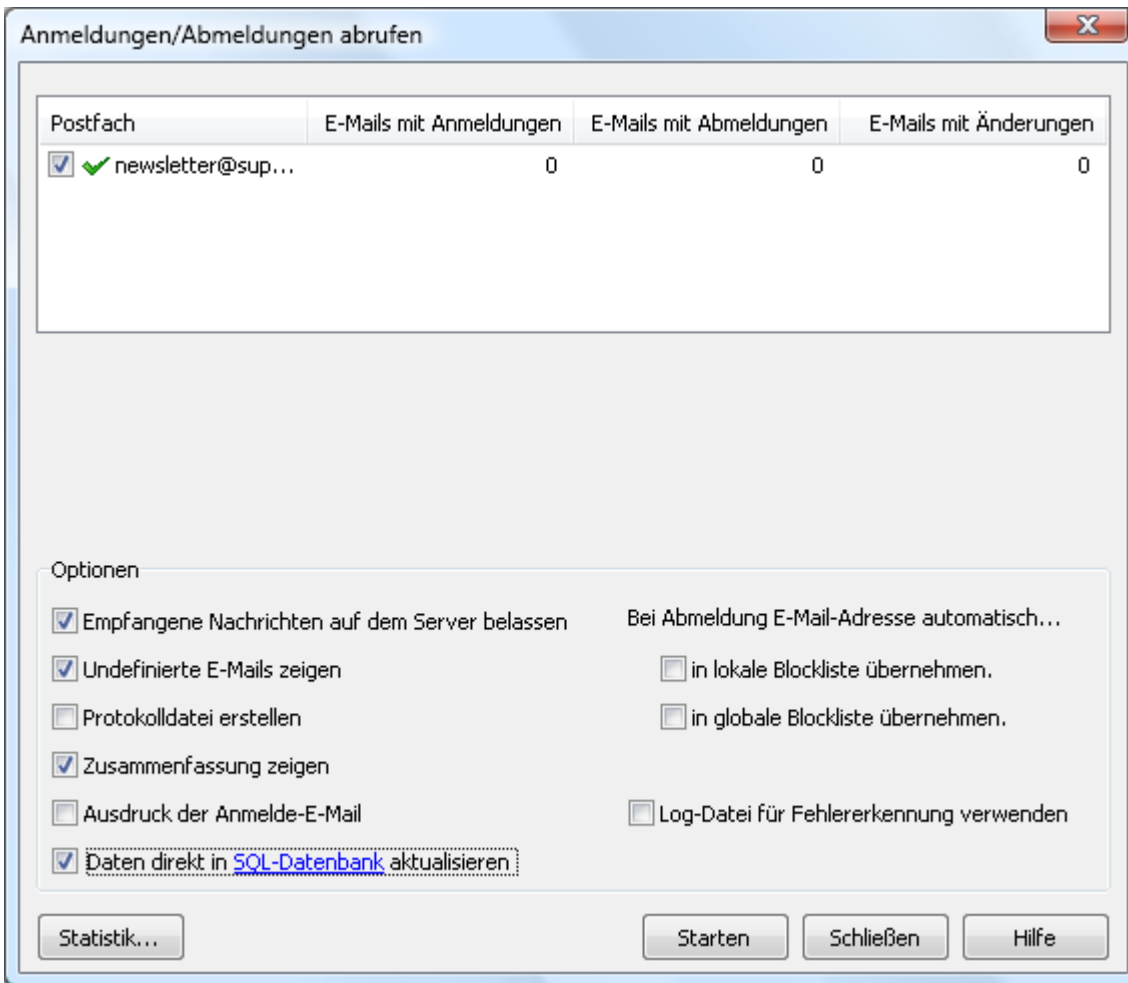 Anmeldungen/Abmeldungen abrufen
Postfach E-Mails mit Anmeldungen E-Mails mit Abmeldungen E-Mails mit Änderungen
newsletter@sup... 0 0 0
Optionen
Empfangene Nachrichten auf dem Server belassen Bei Abmeldung E-Mail-Adresse automatisch...
Undefinierte E-Mails zeigen in lokale Blockliste übernehmen.
Protokolldatei erstellen in globale Blockliste übernehmen.
Zusammenfassung zeigen
Ausdruck der Anmelde-E-Mail Log-Datei für Fehlererkennung verwenden
Daten direkt in SQL-Datenbank aktualisieren
Statistik... Starten Schließen Hilfe